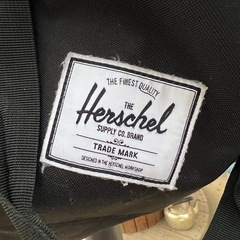 THE FINEST QUALITY
THE
Herschel
SUPPLY CO. BRAND
TRADE MARK
DESIGNED IN THE HERSCHEL WORKSHOP